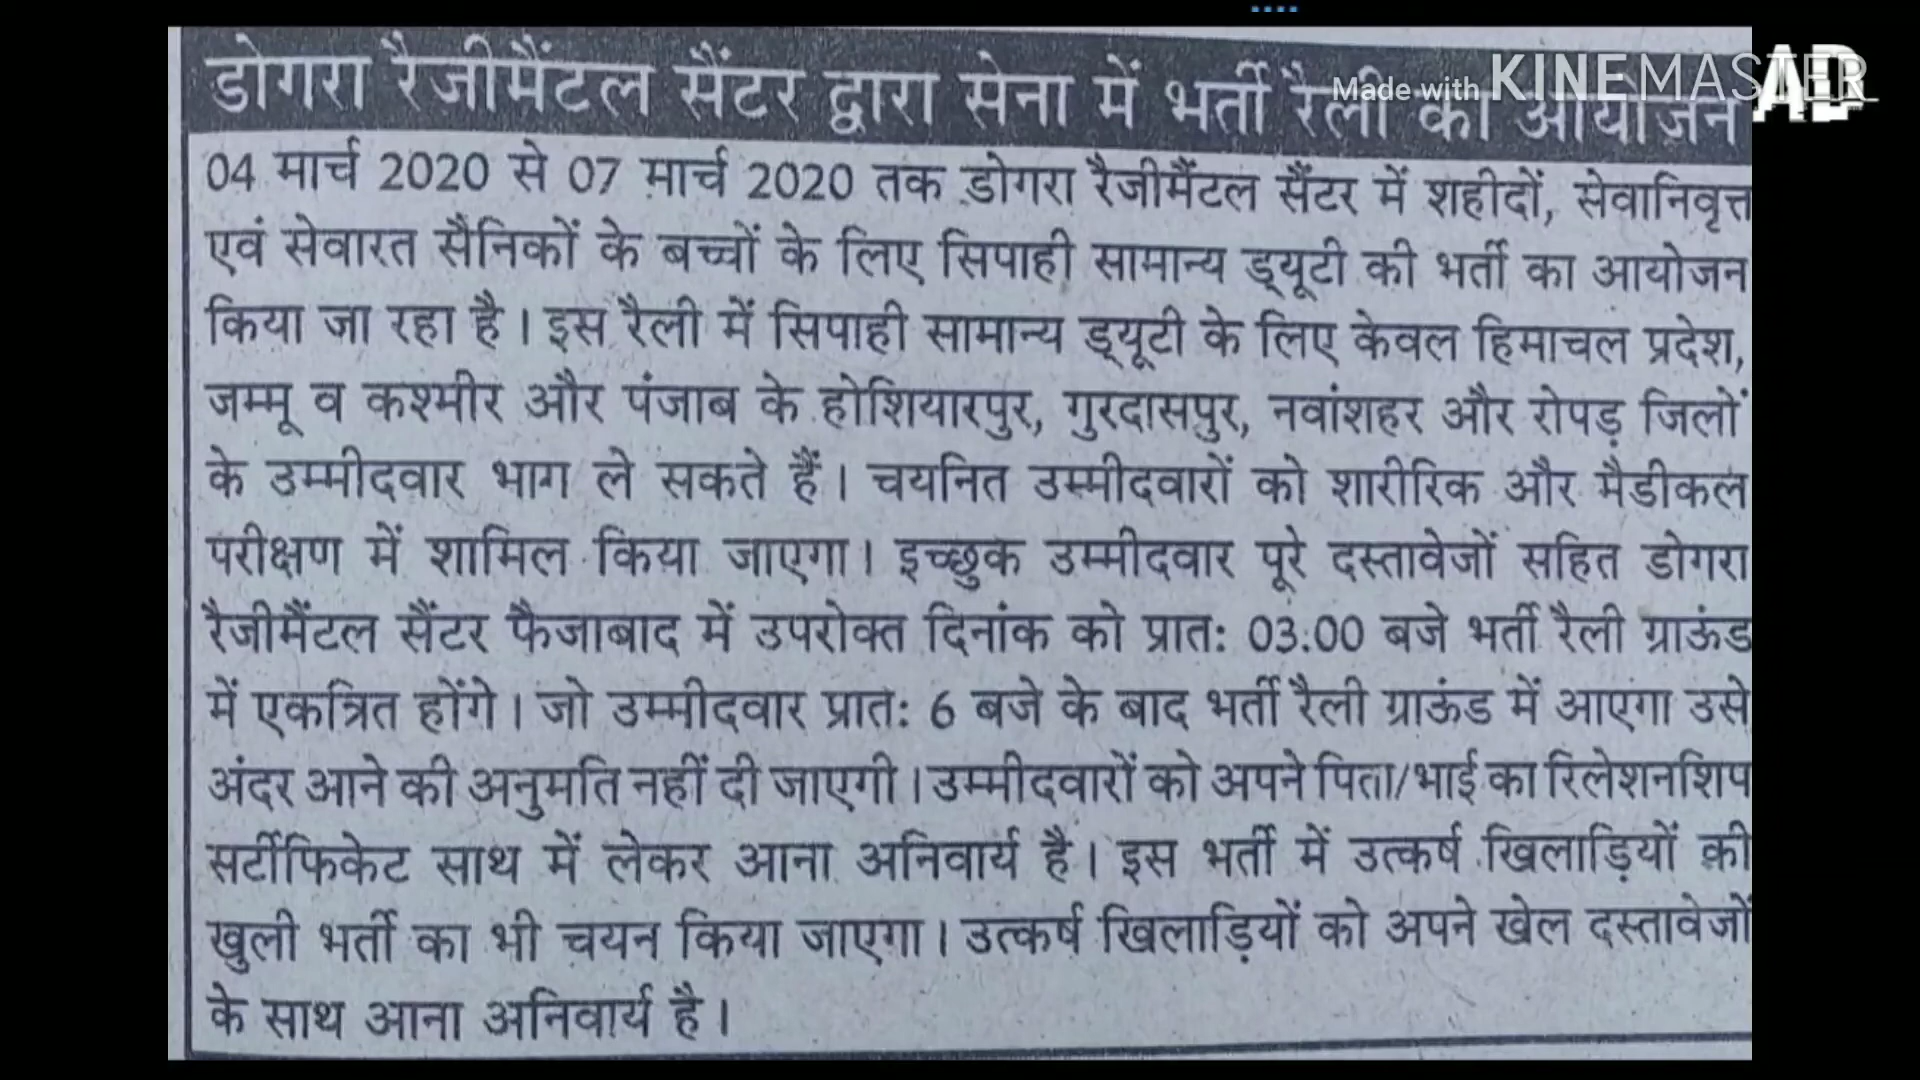 डोगरा रैजीमैंटल सैंटर द्वारा सेना में भर्ती रैली का आयोजन
Made with KINEMASTER
AD
04 मार्च 2020 से 07 मार्च 2020 तक डोगरा रैजीमैंटल सैंटर में शहीदों, सेवानिवृत्त
एवं सेवारत सैनिकों के बच्चों के लिए सिपाही सामान्य ड्यूटी की भर्ती का आयोजन
किया जा रहा है। इस रैली में सिपाही सामान्य ड्यूटी के लिए केवल हिमाचल प्रदेश,
जम्मू व कश्मीर और पंजाब के होशियारपुर, गुरदासपुर, नवांशहर और रोपड़ जिलों
के उम्मीदवार भाग ले सकते हैं। चयनित उम्मीदवारों को शारीरिक और मैडीकल
परीक्षण में शामिल किया जाएगा। इच्छुक उम्मीदवार पूरे दस्तावेजों सहित डोगरा
रैजीमैंटल सैंटर फैजाबाद में उपरोक्त दिनांक को प्रात: 03:00 बजे भर्ती रैली ग्राऊंड
में एकत्रित होंगे। जो उम्मीदवार प्रात: 6 बजे के बाद भर्ती रैली ग्राऊंड में आएगा उसे
अंदर आने की अनुमति नहीं दी जाएगी। उम्मीदवारों को अपने पिता/भाई का रिलेशनशिप
सर्टीफिकेट साथ में लेकर आना अनिवार्य है। इस भर्ती में उत्कर्ष खिलाड़ियों की
खुली भर्ती का भी चयन किया जाएगा। उत्कर्ष खिलाड़ियों को अपने खेल दस्तावेजों
के साथ आना अनिवार्य है।